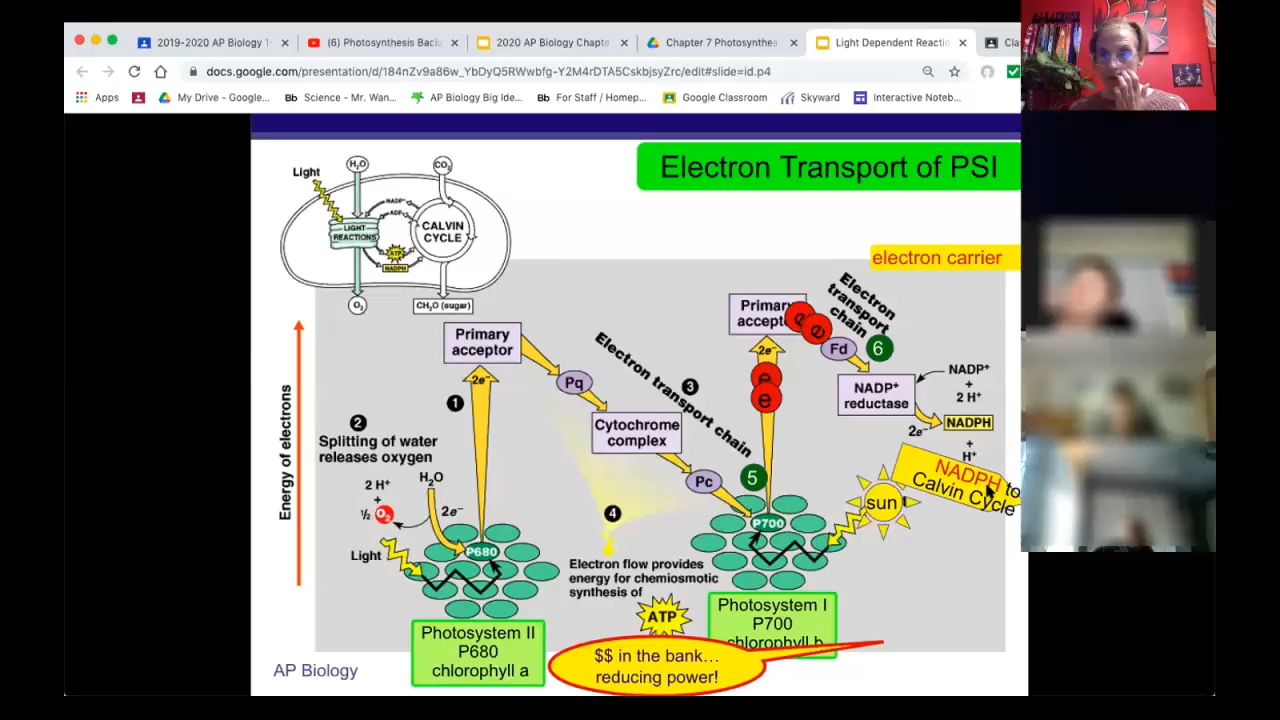 2019-2020 AP Biology 1
(6) Photosynthesis Back
2020 AP Biology Chapte
Chapter 7 Photosynthe
Light Dependent Reactio
Cla
docs.google.com/presentation/d/184nZv9a86w_YbDyQ5RWwbfg-Y2M4rDTA5CskbjsyZrc/edit#slide=id.p4
Apps
My Drive - Google...
Bb Science - Mr. Wan...
AP Biology Big Ide...
Bb For Staff / Homep...
Google Classroom
Skyward
Interactive Noteb...
Electron Transport of PSI
Light
H₂O
CO₂
NADP⁺
ADP
LIGHT
REACTIONS
CALVIN
CYCLE
ATP
NADPH
O₂
CH₂O (sugar)
electron carrier
Energy of electrons
Primary
acceptor
2e⁻
1
2
Splitting of water
releases oxygen
2 H⁺
+
½ O₂
H₂O
2e⁻
Light
P680
Pq
Electron transport chain
3
Cytochrome
complex
Pc
4
Electron flow provides
energy for chemiosmotic
synthesis of
ATP
5
Primary
accept
e e
2e⁻
e
e
P700
Electron
transport
chain
Fd
6
NADP⁺
reductase
NADP⁺
+
2 H⁺
2e⁻
NADPH
+
H⁺
sun
NADPH to
Calvin Cycle
Photosystem II
P680
chlorophyll a
Photosystem I
P700
chlorophyll b
$$ in the bank…
reducing power!
AP Biology